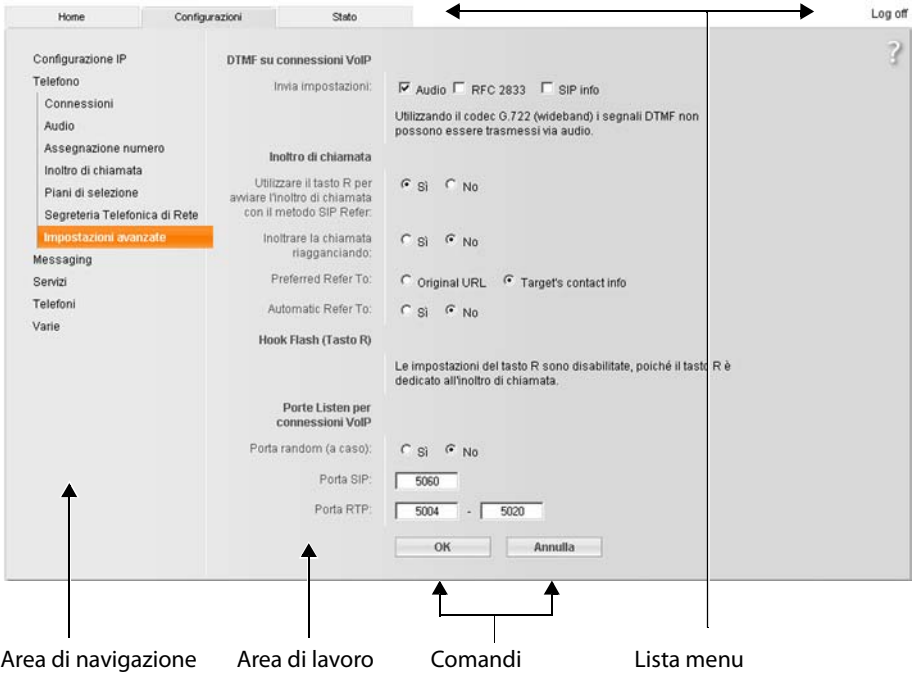 Home
Configurazioni
Stato
Log off
?
Configurazione IP
Telefono
Connessioni
Audio
Assegnazione numero
Inoltro di chiamata
Piani di selezione
Segreteria Telefonica di Rete
Impostazioni avanzate
Messaging
Servizi
Telefoni
Varie
DTMF su connessioni VoIP
Invia impostazioni:
Audio RFC 2833 SIP info
Utilizzando il codec G.722 (wideband) i segnali DTMF non
possono essere trasmessi via audio.
Inoltro di chiamata
Utilizzare il tasto R per
avviare l'inoltro di chiamata
con il metodo SIP Refer:
Sì No
Inoltrare la chiamata
riagganciando:
Sì No
Preferred Refer To:
Original URL Target's contact info
Automatic Refer To:
Sì No
Hook Flash (Tasto R)
Le impostazioni del tasto R sono disabilitate, poiché il tasto R è
dedicato all'inoltro di chiamata.
Porte Listen per
connessioni VoIP
Porta random (a caso):
Sì No
Porta SIP:
5060
Porta RTP:
5004 - 5020
OK
Annulla
Area di navigazione
Area di lavoro
Comandi
Lista menu